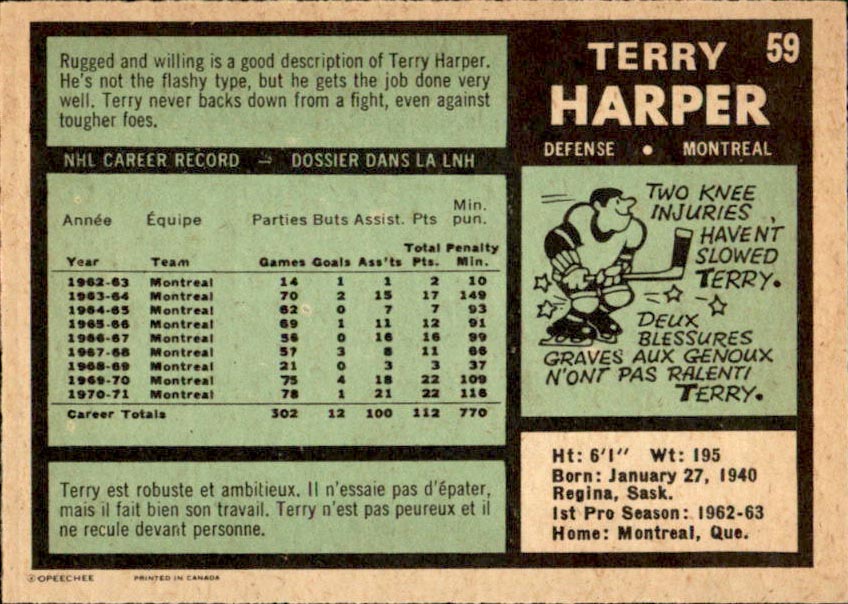 Rugged and willing is a good description of Terry Harper.
He's not the flashy type, but he gets the job done very
well. Terry never backs down from a fight, even against
tougher foes.
NHL CAREER RECORD — DOSSIER DANS LA LNH
Année Équipe Parties Buts Assist. Pts Min. pun.
Year Team Games Goals Ass'ts Total Pts. Penalty Min.
1962-63 Montreal 14 1 1 2 10
1963-64 Montreal 70 2 15 17 149
1964-65 Montreal 62 0 7 7 93
1965-66 Montreal 69 1 11 12 91
1966-67 Montreal 56 0 16 16 99
1967-68 Montreal 57 3 8 11 66
1968-69 Montreal 21 0 3 3 37
1969-70 Montreal 75 4 18 22 109
1970-71 Montreal 78 1 21 22 116
Career Totals 302 12 100 112 770
Terry est robuste et ambitieux. Il n'essaie pas d'épater,
mais il fait bien son travail. Terry n'est pas peureux et il
ne recule devant personne.
59
TERRY
HARPER
DEFENSE • MONTREAL
TWO KNEE
INJURIES
HAVENT
SLOWED
TERRY.
DEUX
BLESSURES
GRAVES AUX GENOUX
N'ONT PAS RALENTI
TERRY.
Ht: 6'1" Wt: 195
Born: January 27, 1940
Regina, Sask.
1st Pro Season: 1962-63
Home: Montreal, Que.
© OPEECHEE PRINTED IN CANADA